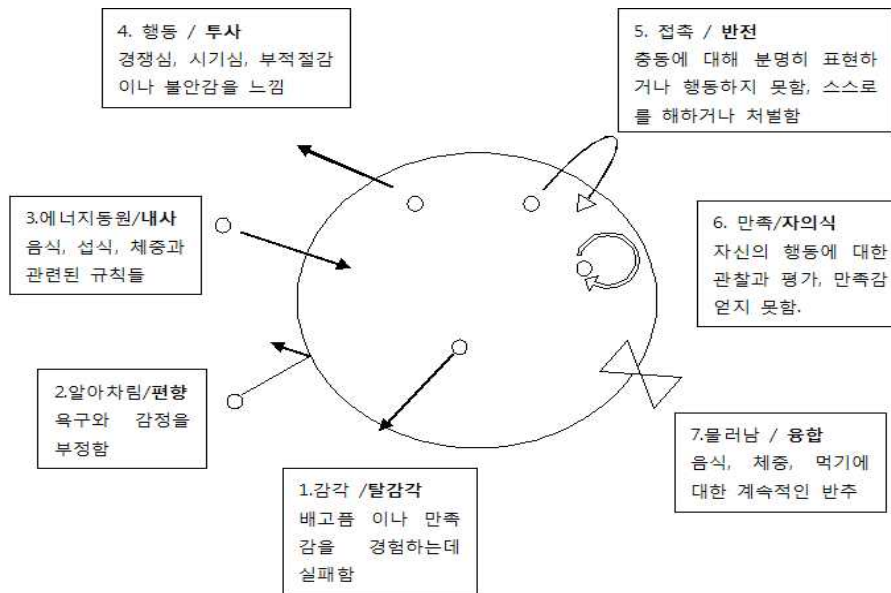 4. 행동 / 투사
경쟁심, 시기심, 부적절감
이나 불안감을 느낌
5. 접촉 / 반전
충동에 대해 분명히 표현하
거나 행동하지 못함, 스스로
를 해하거나 처벌함
3.에너지동원/내사
음식, 섭식, 체중과
관련된 규칙들
6. 만족/자의식
자신의 행동에 대한
관찰과 평가, 만족감
얻지 못함.
2.알아차림/편향
욕구와 감정을
부정함
7.물러남 / 융합
음식, 체중, 먹기에
대한 계속적인 반추
1.감각 /탈감각
배고픔 이나 만족
감을 경험하는데
실패함